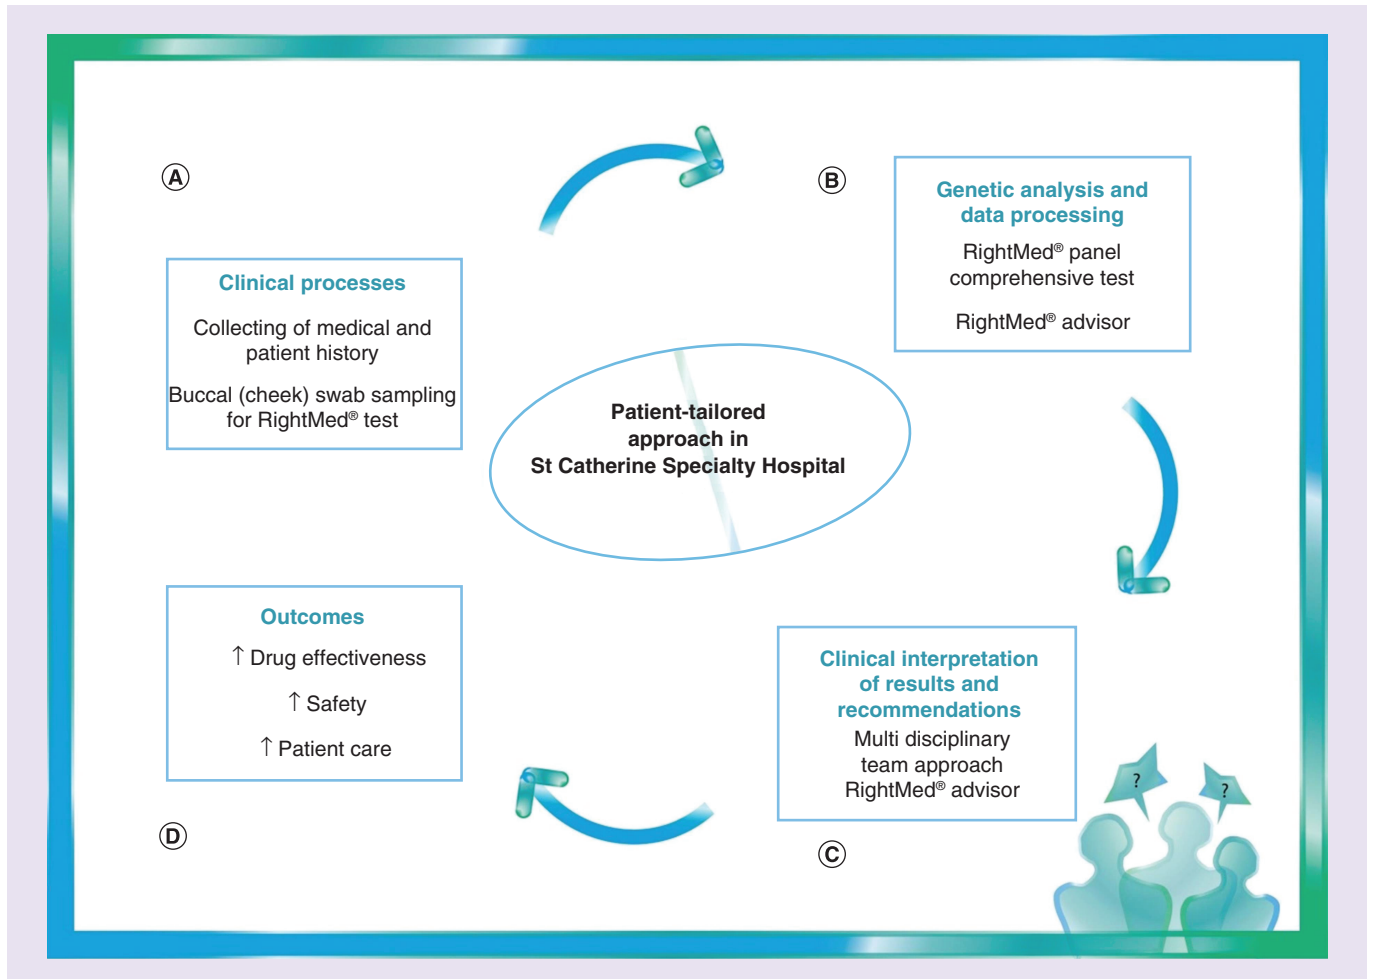 A
Clinical processes
Collecting of medical and
patient history
Buccal (cheek) swab sampling
for RightMed® test
B
Genetic analysis and
data processing
RightMed® panel
comprehensive test
RightMed® advisor
Patient-tailored
approach in
St Catherine Specialty Hospital
C
Clinical interpretation
of results and
recommendations
Multi disciplinary
team approach
RightMed® advisor
?
?
D
Outcomes
↑ Drug effectiveness
↑ Safety
↑ Patient care